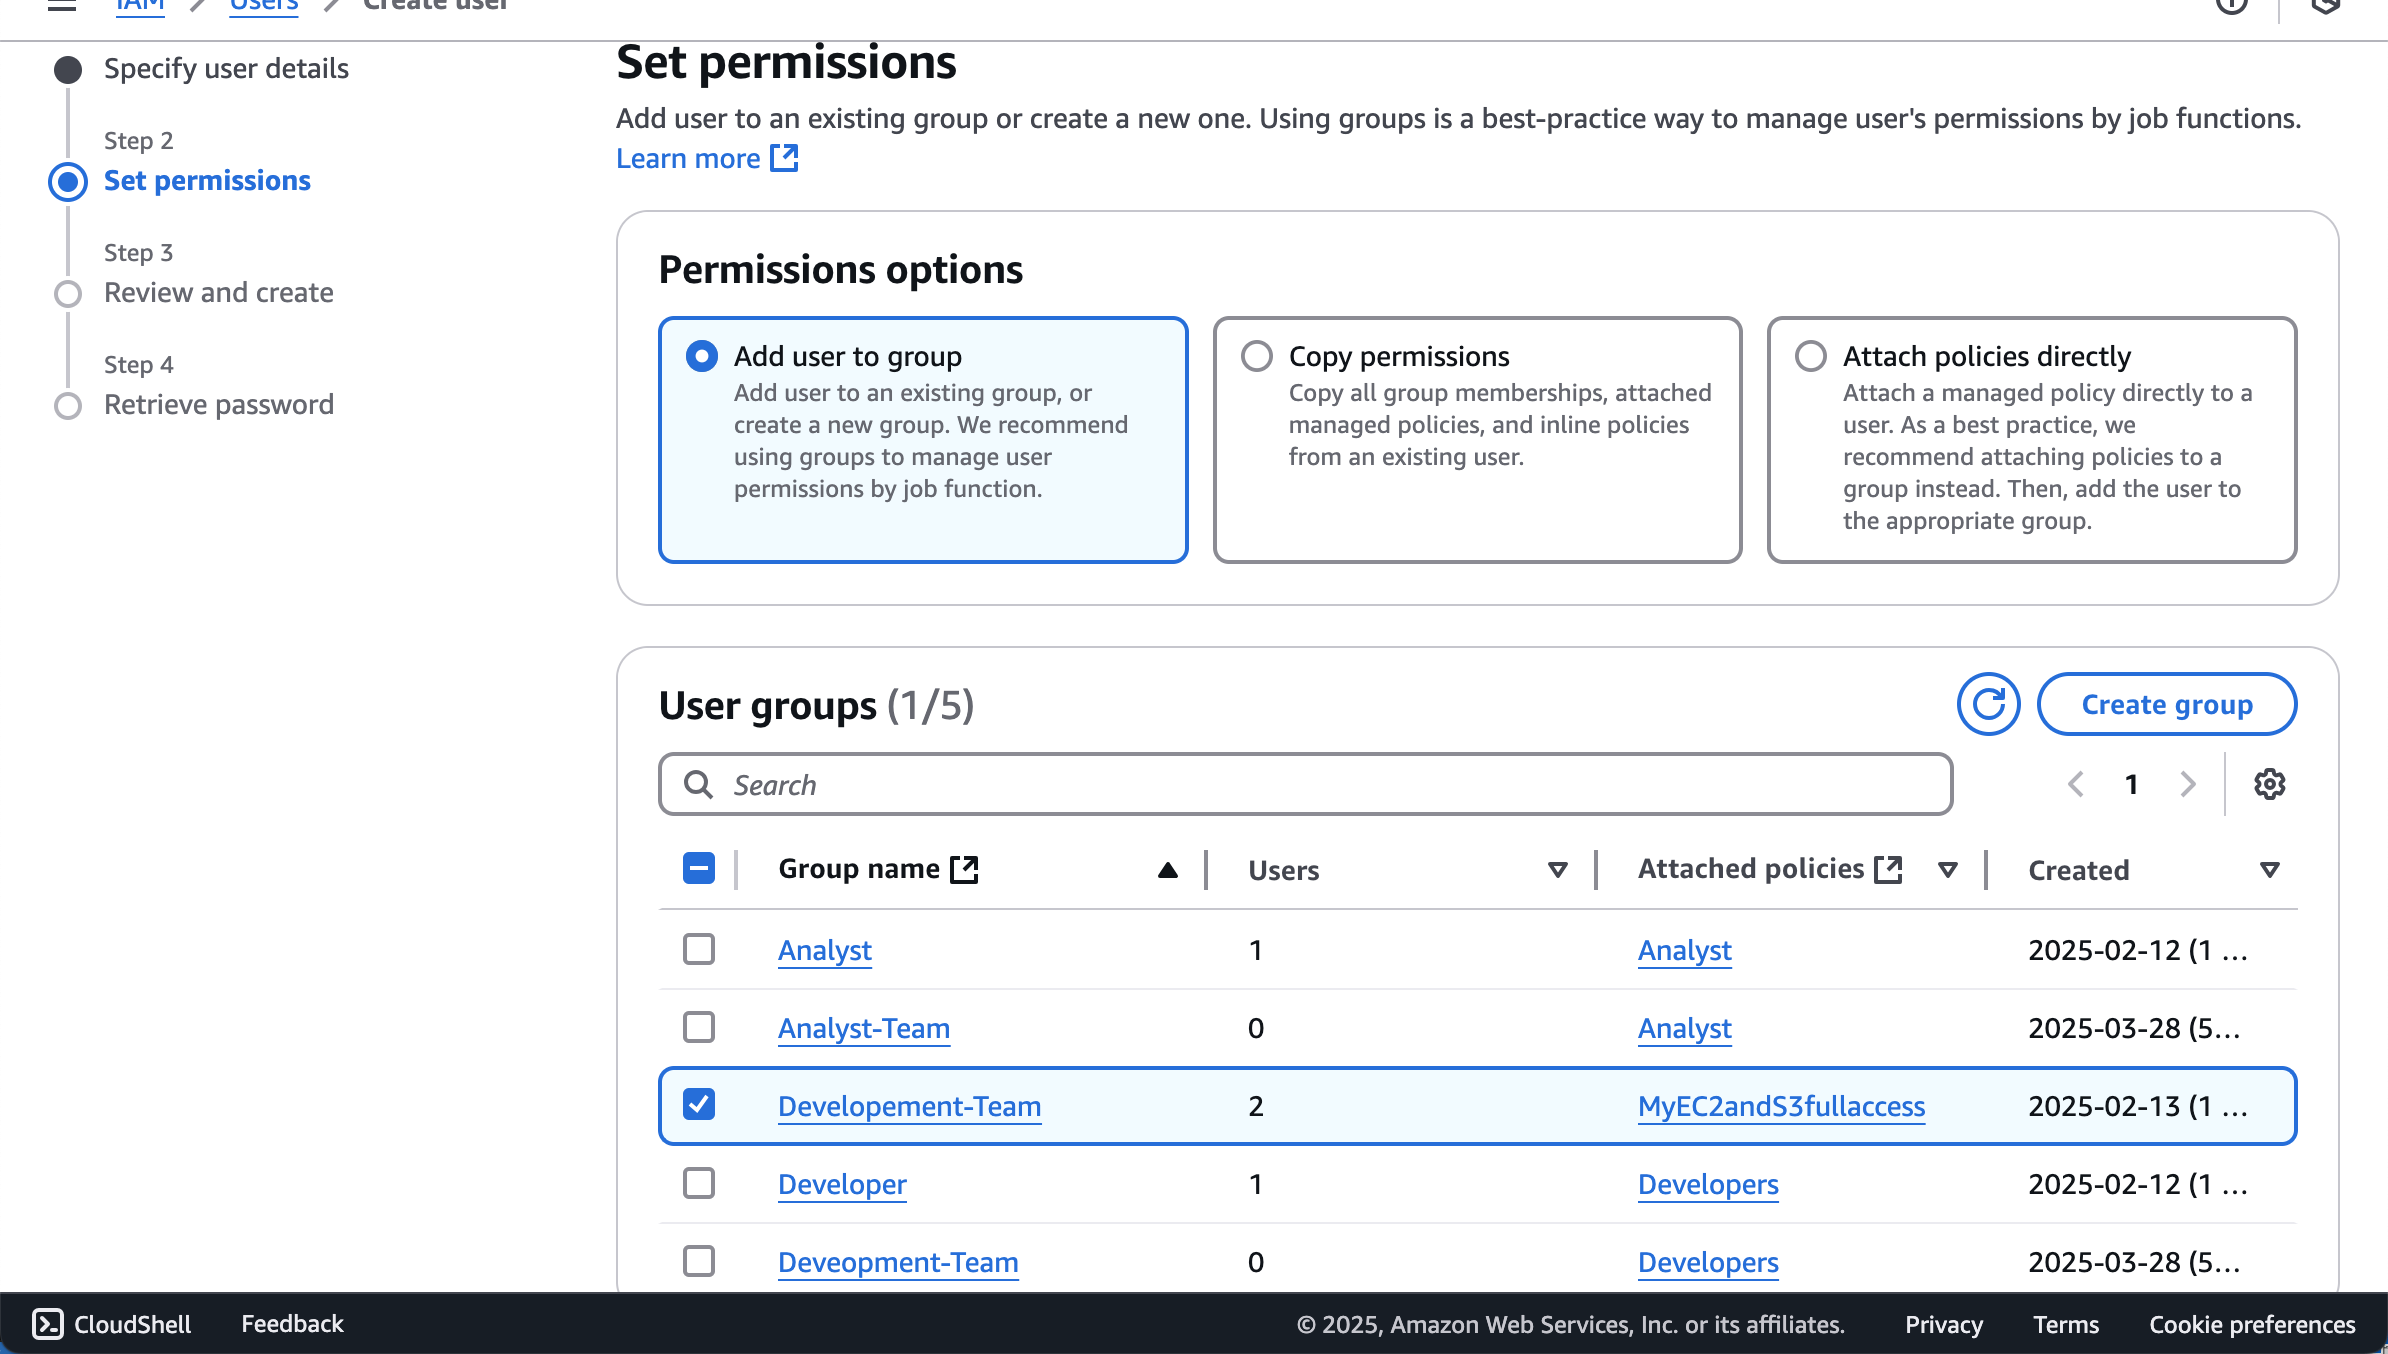 IAM / Users / Create user
Specify user details
Step 2
Set permissions
Step 3
Review and create
Step 4
Retrieve password
Set permissions
Add user to an existing group or create a new one. Using groups is a best-practice way to manage user's permissions by job functions.
Learn more
Permissions options
Add user to group
Add user to an existing group, or
create a new group. We recommend
using groups to manage user
permissions by job function.
Copy permissions
Copy all group memberships, attached
managed policies, and inline policies
from an existing user.
Attach policies directly
Attach a managed policy directly to a
user. As a best practice, we
recommend attaching policies to a
group instead. Then, add the user to
the appropriate group.
User groups (1/5)
Create group
Search
1
Group name Users Attached policies Created
Analyst 1 Analyst 2025-02-12 (1 ...
Analyst-Team 0 Analyst 2025-03-28 (5...
Developement-Team 2 MyEC2andS3fullaccess 2025-02-13 (1 ...
Developer 1 Developers 2025-02-12 (1 ...
Deveopment-Team 0 Developers 2025-03-28 (5...
CloudShell Feedback © 2025, Amazon Web Services, Inc. or its affiliates. Privacy Terms Cookie preferences